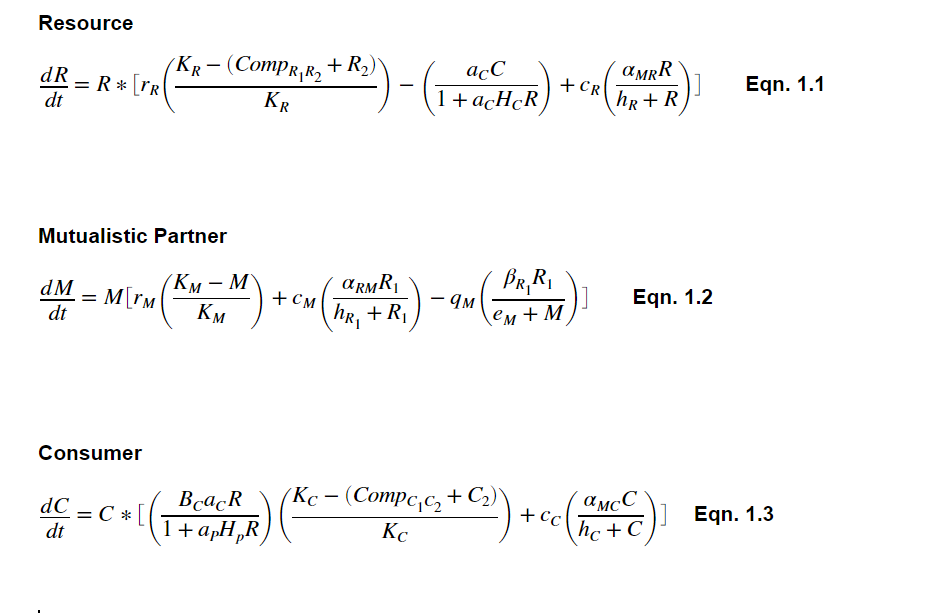 Resource
dR/dt = R * [r_R((K_R − (Comp_{R_1R_2} + R_2))/K_R) − (a_C C/(1 + a_C H_C R)) + c_R(α_{MR}R/(h_R + R))] Eqn. 1.1
Mutualistic Partner
dM/dt = M[r_M((K_M − M)/K_M) + c_M(α_{RM}R_1/(h_{R_1} + R_1)) − q_M(β_{R_1}R_1/(e_M + M))] Eqn. 1.2
Consumer
dC/dt = C * [(B_C a_C R/(1 + a_p H_p R))((K_C − (Comp_{C_1C_2} + C_2))/K_C) + c_C(α_{MC}C/(h_C + C))] Eqn. 1.3